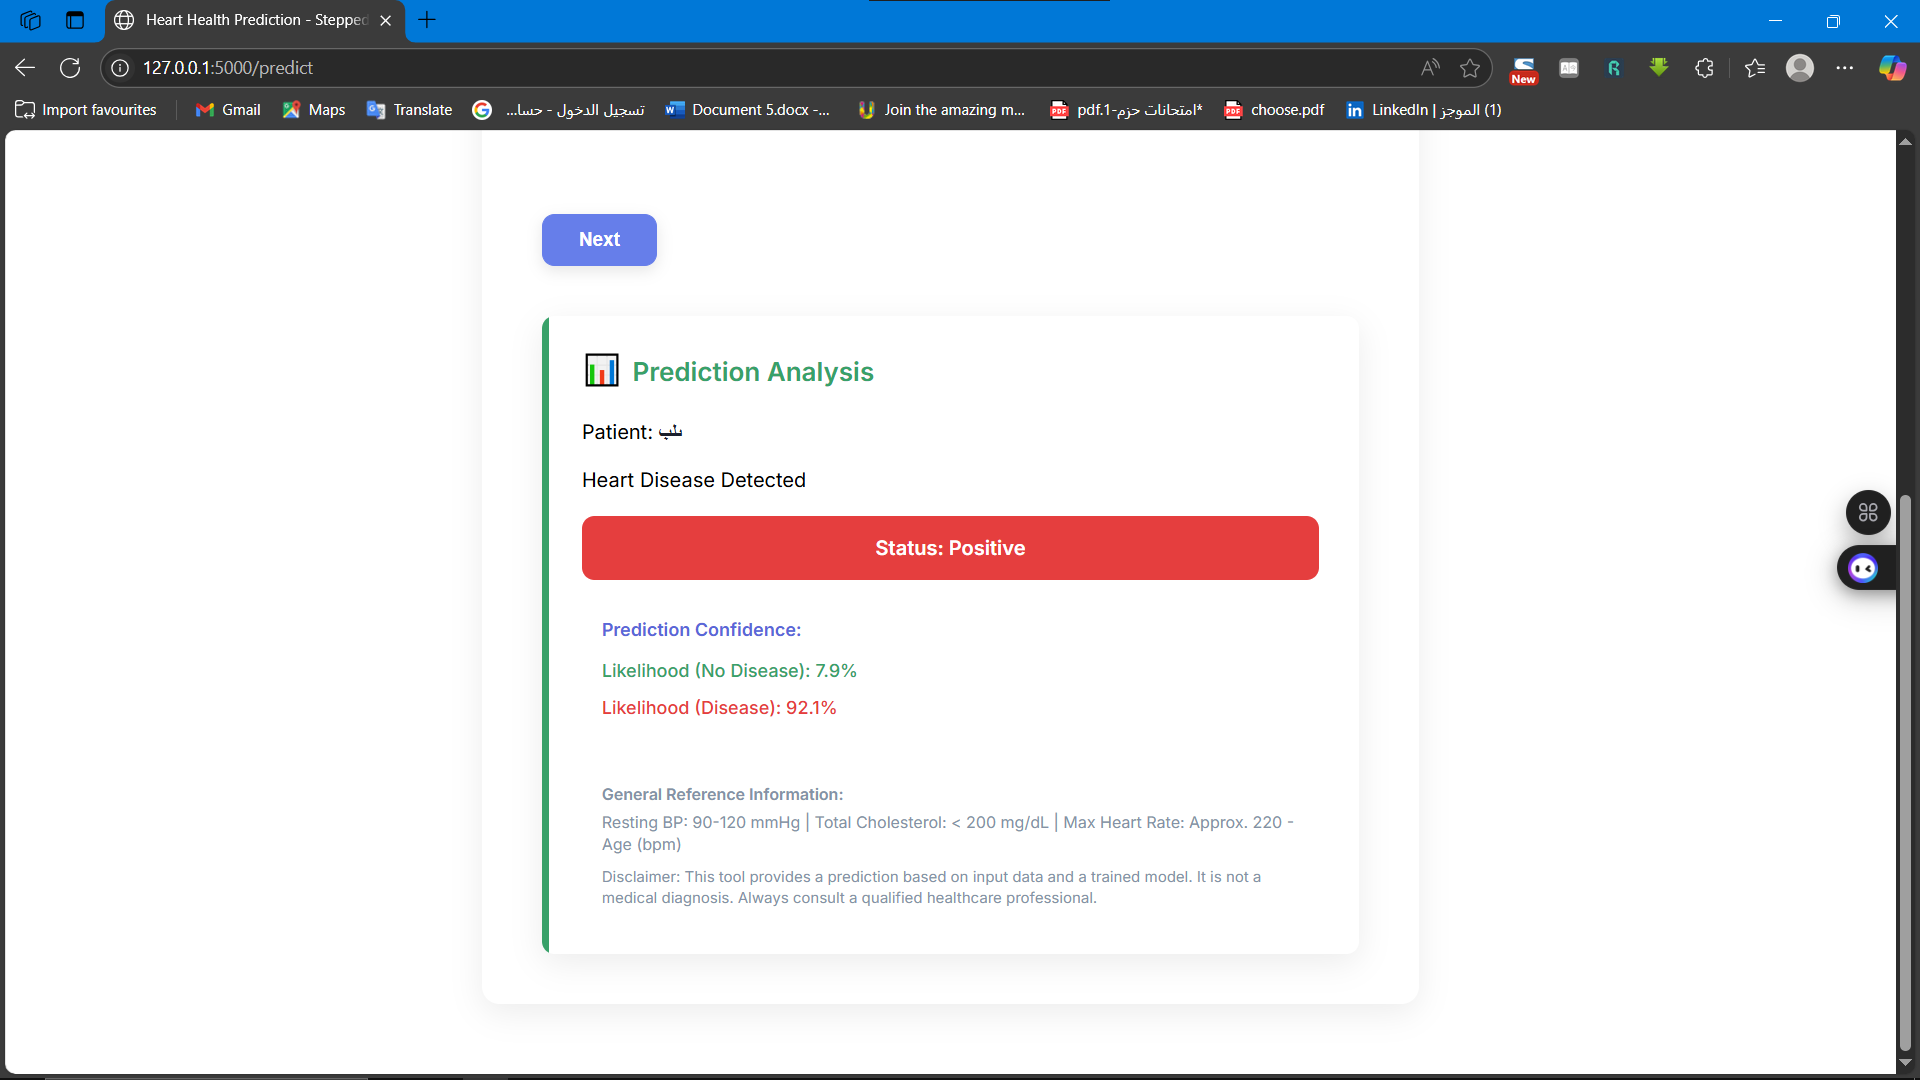 Heart Health Prediction - Stepped
127.0.0.1:5000/predict
New
Import favourites
Gmail
Maps
Translate
تسجيل الدخول - حسا...
Document 5.docx -...
Join the amazing m...
امتحانات حزم-1.pdf*
choose.pdf
(1) الموجز | LinkedIn
Next
Prediction Analysis
Patient:
Heart Disease Detected
Status: Positive
Prediction Confidence:
Likelihood (No Disease): 7.9%
Likelihood (Disease): 92.1%
General Reference Information:
Resting BP: 90-120 mmHg | Total Cholesterol: < 200 mg/dL | Max Heart Rate: Approx. 220 -
Age (bpm)
Disclaimer: This tool provides a prediction based on input data and a trained model. It is not a
medical diagnosis. Always consult a qualified healthcare professional.